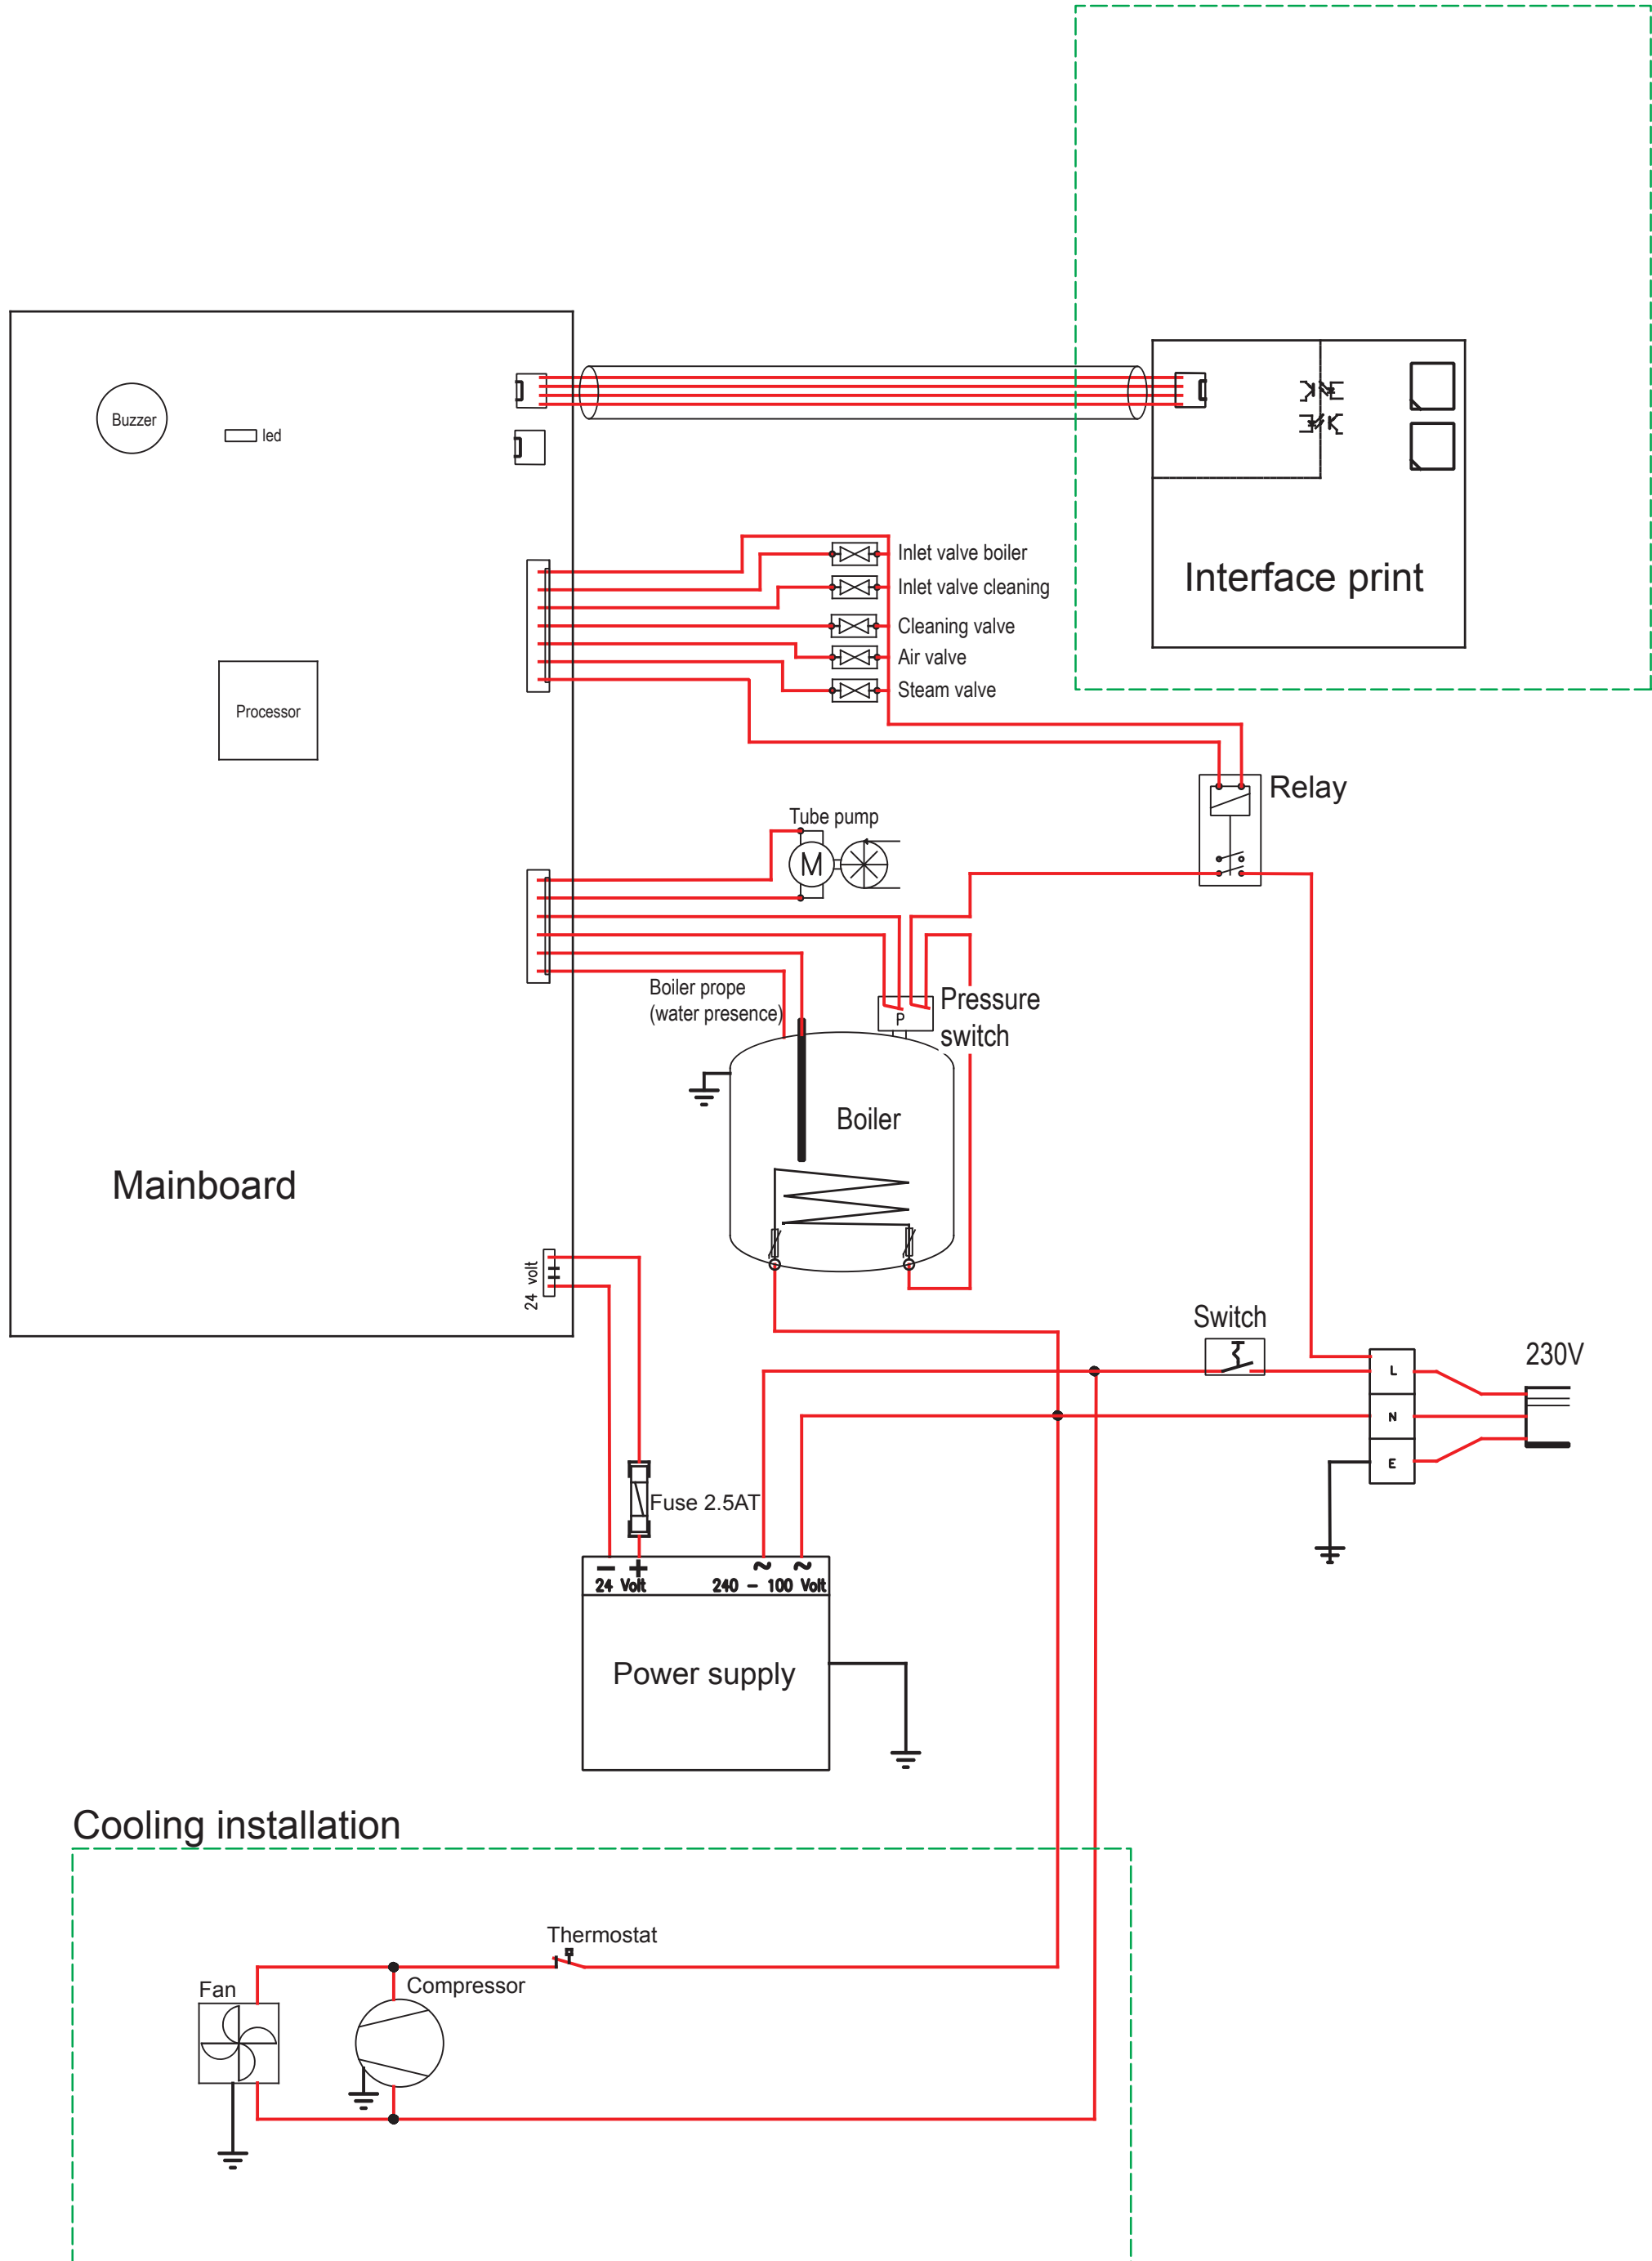 Buzzer
led
Inlet valve boiler
Inlet valve cleaning
Cleaning valve
Air valve
Steam valve
Interface print
Processor
Relay
Tube pump
M
Boiler prope
(water presence)
Pressure
switch
P
Boiler
Mainboard
24 volt
Switch
230V
L
N
E
Fuse 2.5AT
24 Volt
240 - 100 Volt
Power supply
Cooling installation
Thermostat
Fan
Compressor